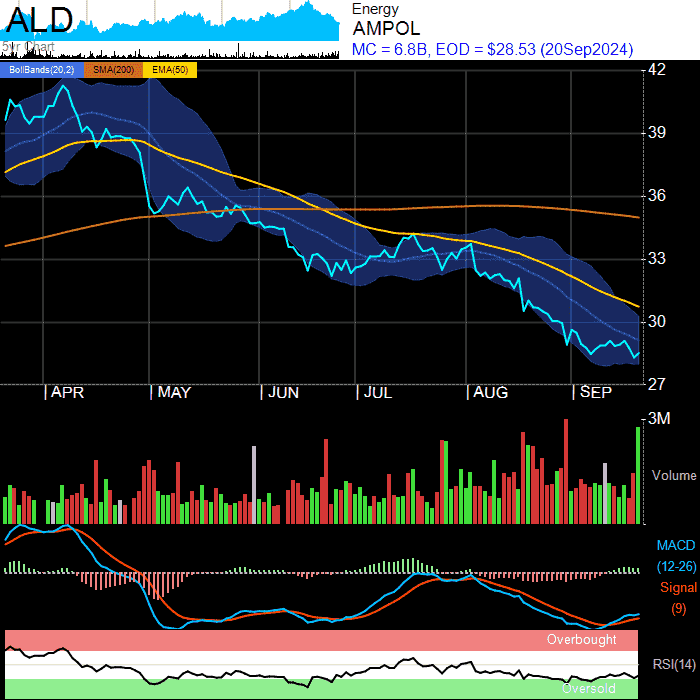 ALD
5yr Chart
Energy
AMPOL
MC = 6.8B, EOD = $28.53 (20Sep2024)
BollBands(20,2) SMA(200) EMA(50)
42
39
36
33
30
27
| APR | MAY | JUN | JUL | AUG | SEP
3M
Volume
MACD
(12-26)
Signal
(9)
Overbought
RSI(14)
Oversold